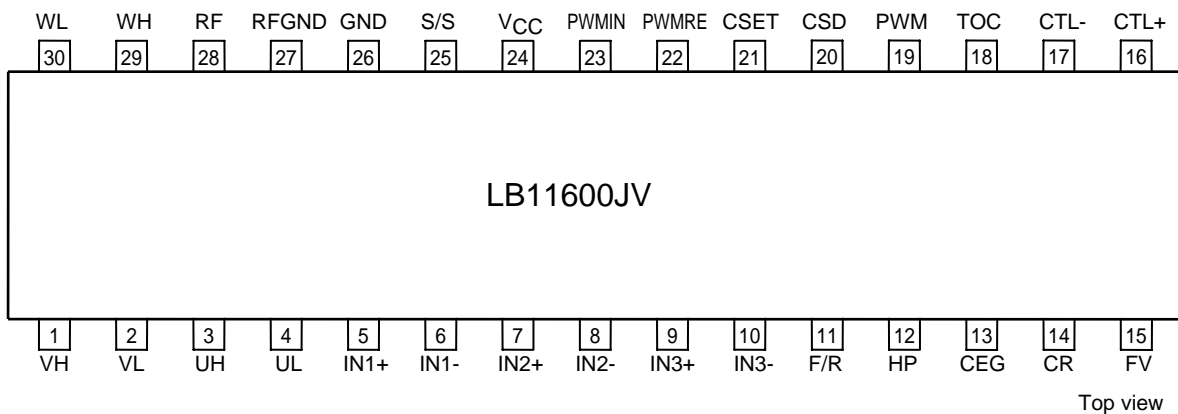 WL WH RF RFGND GND S/S VCC PWMIN PWMRE CSET CSD PWM TOC CTL- CTL+
30 29 28 27 26 25 24 23 22 21 20 19 18 17 16
LB11600JV
1 2 3 4 5 6 7 8 9 10 11 12 13 14 15
VH VL UH UL IN1+ IN1- IN2+ IN2- IN3+ IN3- F/R HP CEG CR FV
Top view